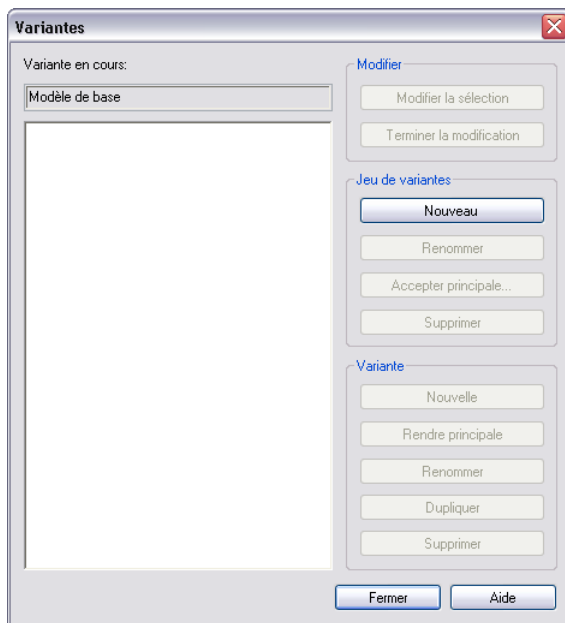 Variantes
Variante en cours:
Modèle de base
Modifier
Modifier la sélection
Terminer la modification
Jeu de variantes
Nouveau
Renommer
Accepter principale...
Supprimer
Variante
Nouvelle
Rendre principale
Renommer
Dupliquer
Supprimer
Fermer
Aide